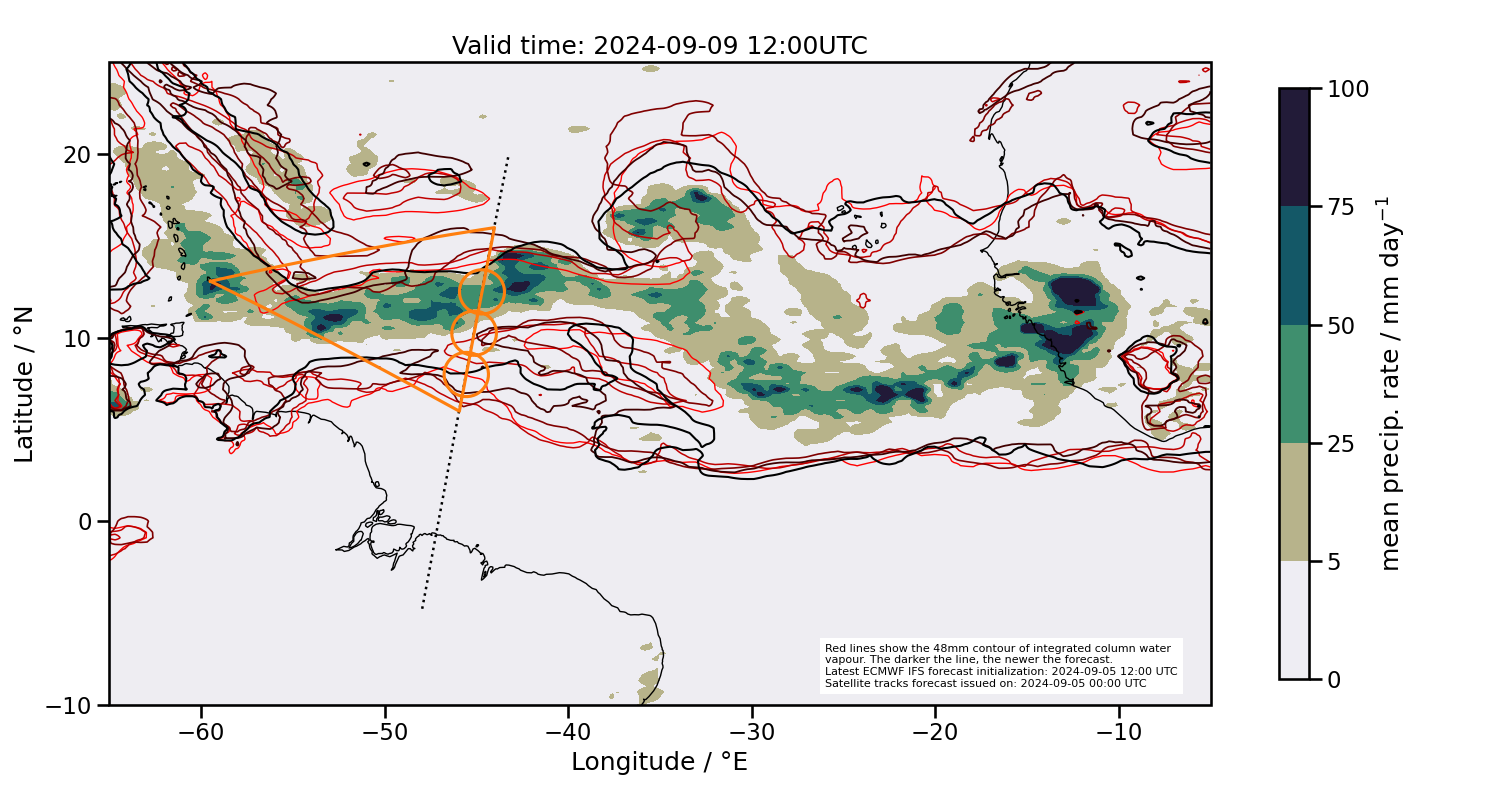 Valid time: 2024-09-09 12:00UTC
Latitude / °N
20
10
0
−10
−60
−50
−40
−30
−20
−10
Longitude / °E
Red lines show the 48mm contour of integrated column water
vapour. The darker the line, the newer the forecast.
Latest ECMWF IFS forecast initialization: 2024-09-05 12:00 UTC
Satellite tracks forecast issued on: 2024-09-05 00:00 UTC
100
75
50
25
5
0
mean precip. rate / mm day⁻¹